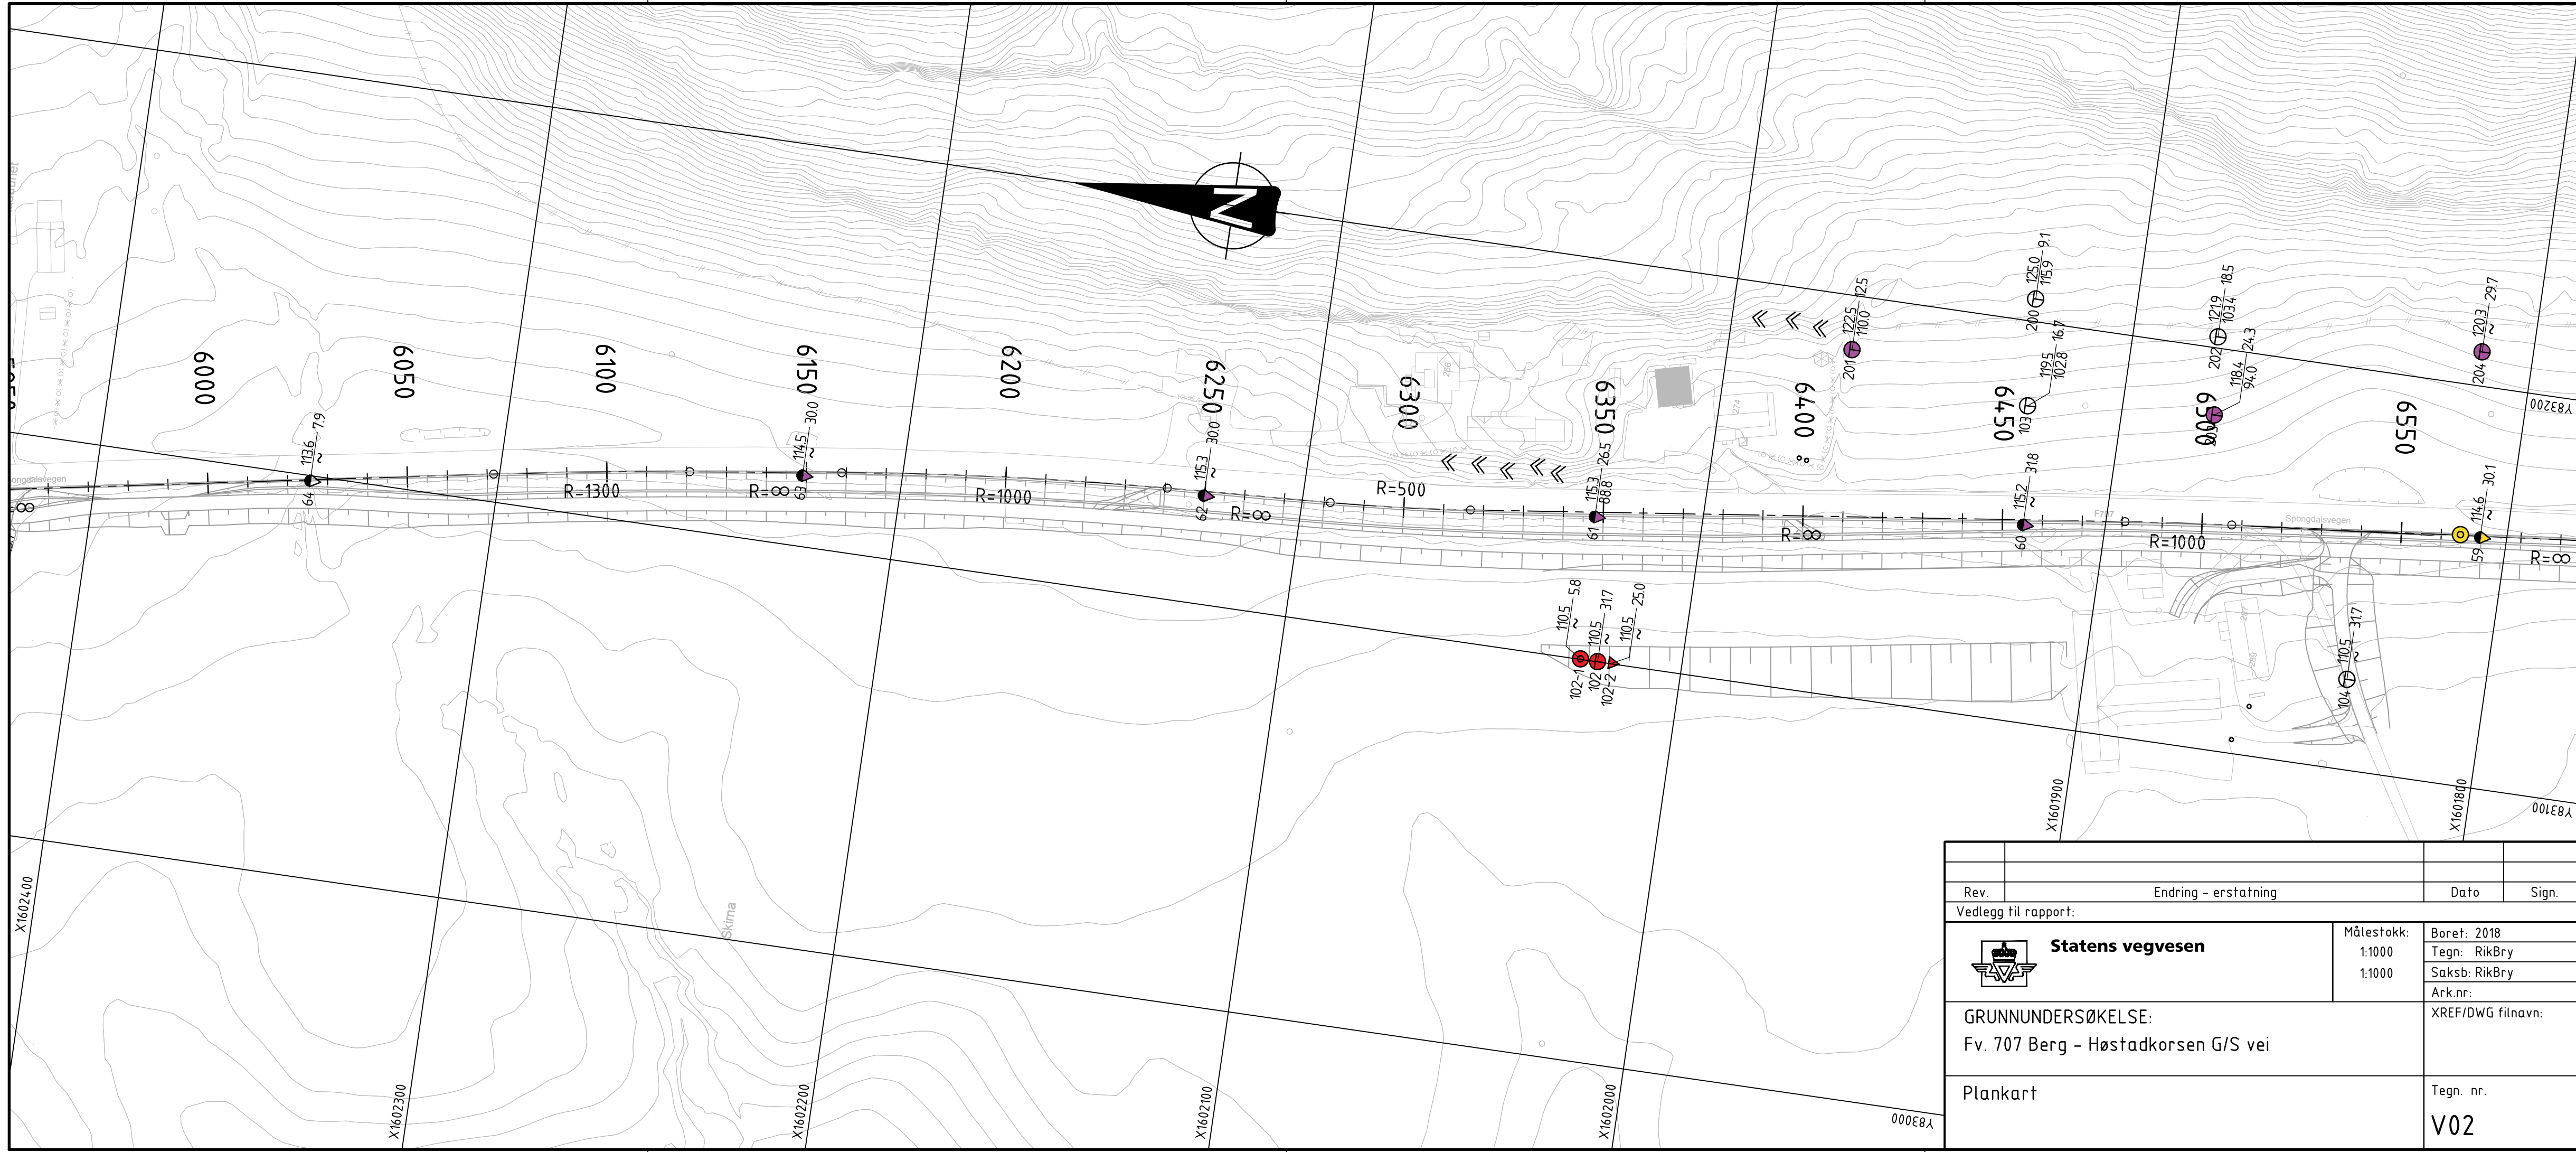 6000
6050
6100
6150
6200
6250
6300
6350
6400
6450
6550
N
Spongdalsvegen
F707
Spongdalsvegen
R=∞
R=1300
R=∞
R=1000
R=∞
R=500
R=∞
R=1000
R=∞
64
113.6 7.9
~
63
114.5 30.0
~
62
115.3 30.0
~
61
115.3 26.5
88.8
60
115.2 31.8
~
59
114.6 30.1
~
201
122.5 12.5
110.0
200
125.0 9.1
115.9
103
119.5 16.7
102.8
202
121.9 18.5
103.4
118.4 24.3
94.0
204
120.3 29.7
~
102-1
110.5 5.8
~
102
110.5 31.7
~
102-2
110.5 25.0
~
104
110.5 31.7
~
268
274
287
289
Skirna
X1602400
X1602300
X1602200
X1602100
X1602000
X1601900
X1601800
Y83200
Y83100
Y83000
Rev.
Endring - erstatning
Dato
Sign.
Vedlegg til rapport:
Statens vegvesen
Målestokk:
1:1000
1:1000
Boret: 2018
Tegn: RikBry
Saksb: RikBry
Ark.nr:
GRUNNUNDERSØKELSE:
Fv. 707 Berg - Høstadkorsen G/S vei
XREF/DWG filnavn:
Plankart
Tegn. nr.
V02